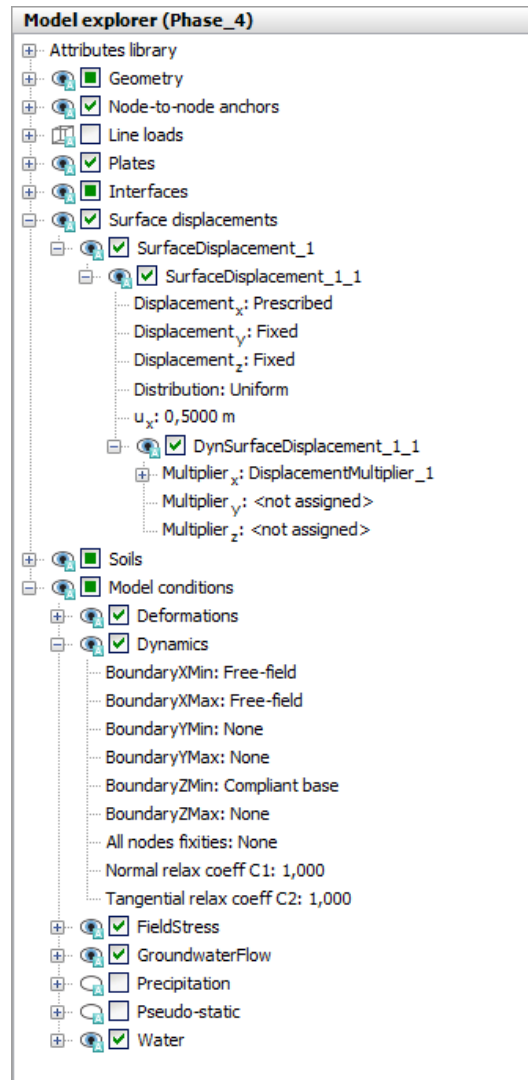 Model explorer (Phase_4)
Attributes library
Geometry
Node-to-node anchors
Line loads
Plates
Interfaces
Surface displacements
SurfaceDisplacement_1
SurfaceDisplacement_1_1
Displacementx: Prescribed
Displacementy: Fixed
Displacementz: Fixed
Distribution: Uniform
ux: 0,5000 m
DynSurfaceDisplacement_1_1
Multiplierx: DisplacementMultiplier_1
Multipliery: <not assigned>
Multiplierz: <not assigned>
Soils
Model conditions
Deformations
Dynamics
BoundaryXMin: Free-field
BoundaryXMax: Free-field
BoundaryYMin: None
BoundaryYMax: None
BoundaryZMin: Compliant base
BoundaryZMax: None
All nodes fixities: None
Normal relax coeff C1: 1,000
Tangential relax coeff C2: 1,000
FieldStress
GroundwaterFlow
Precipitation
Pseudo-static
Water